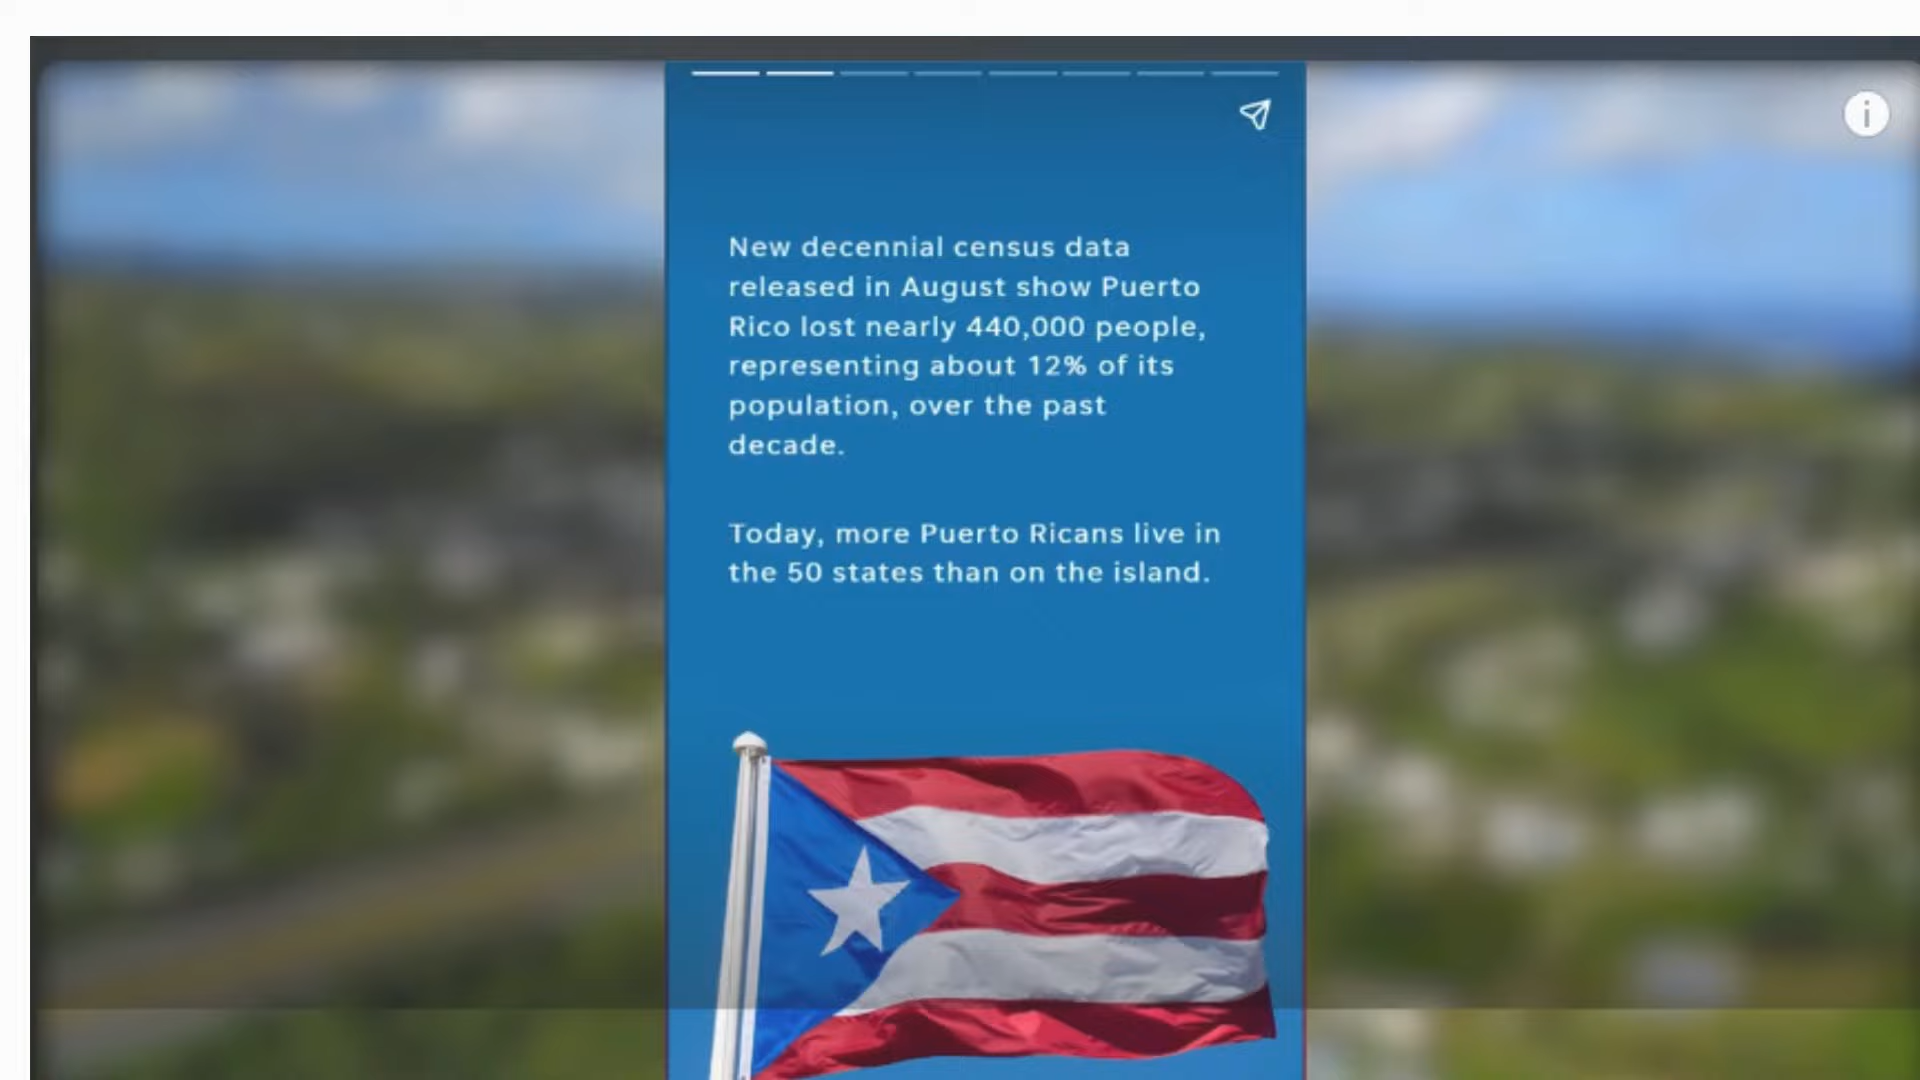 New decennial census data
released in August show Puerto
Rico lost nearly 440,000 people,
representing about 12% of its
population, over the past
decade.
Today, more Puerto Ricans live in
the 50 states than on the island.